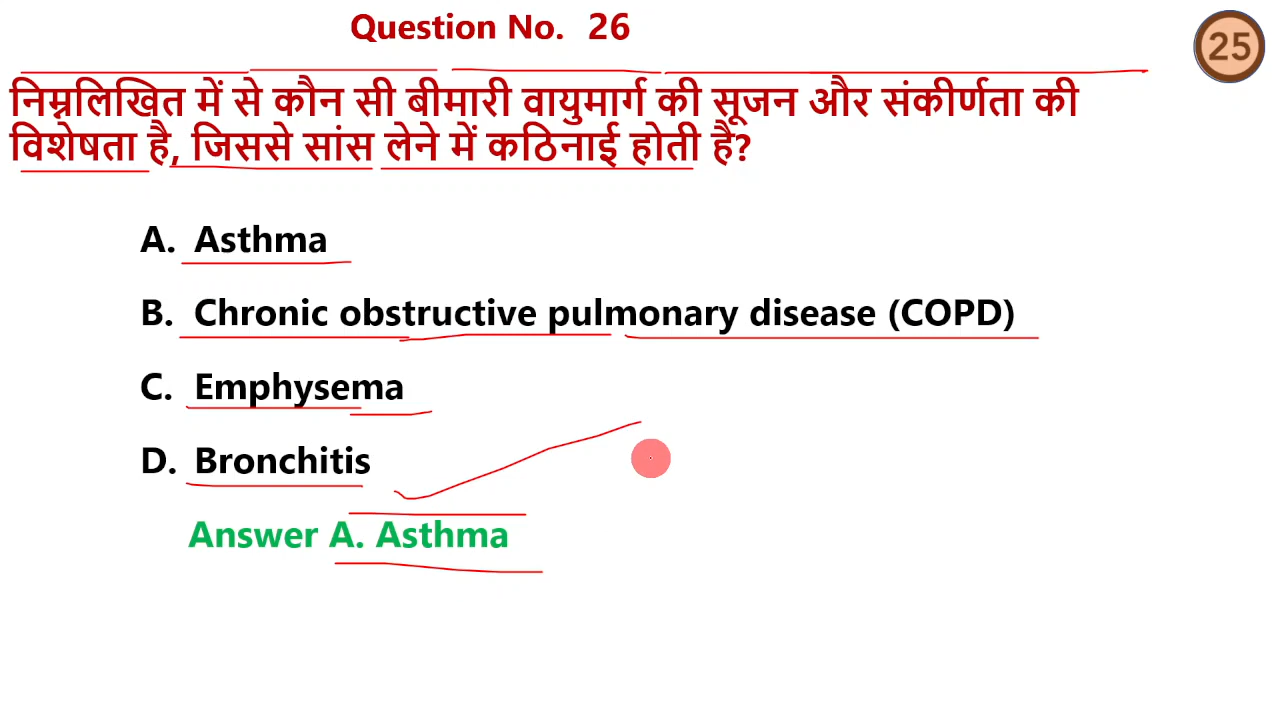 Question No. 26
25
निम्नलिखित में से कौन सी बीमारी वायुमार्ग की सूजन और संकीर्णता की
विशेषता है, जिससे सांस लेने में कठिनाई होती है?
A. Asthma
B. Chronic obstructive pulmonary disease (COPD)
C. Emphysema
D. Bronchitis
Answer A. Asthma